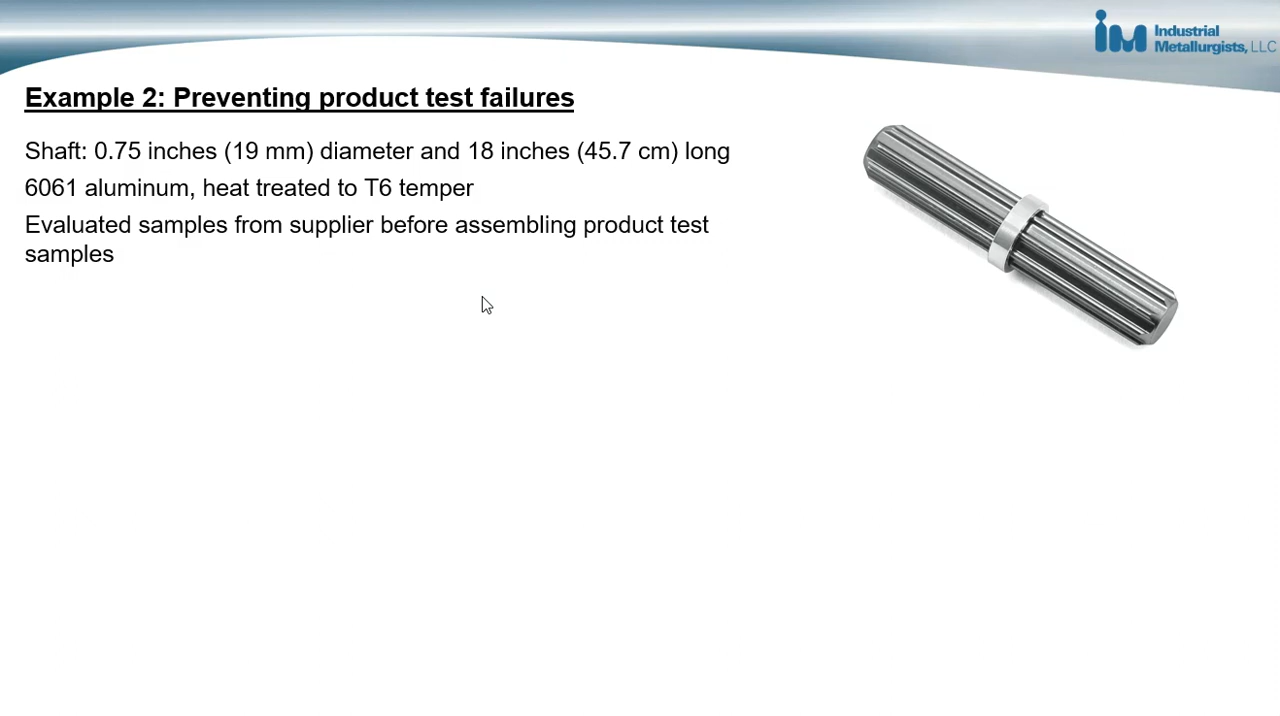 Industrial
Metallurgists, LLC
Example 2: Preventing product test failures
Shaft: 0.75 inches (19 mm) diameter and 18 inches (45.7 cm) long
6061 aluminum, heat treated to T6 temper
Evaluated samples from supplier before assembling product test
samples